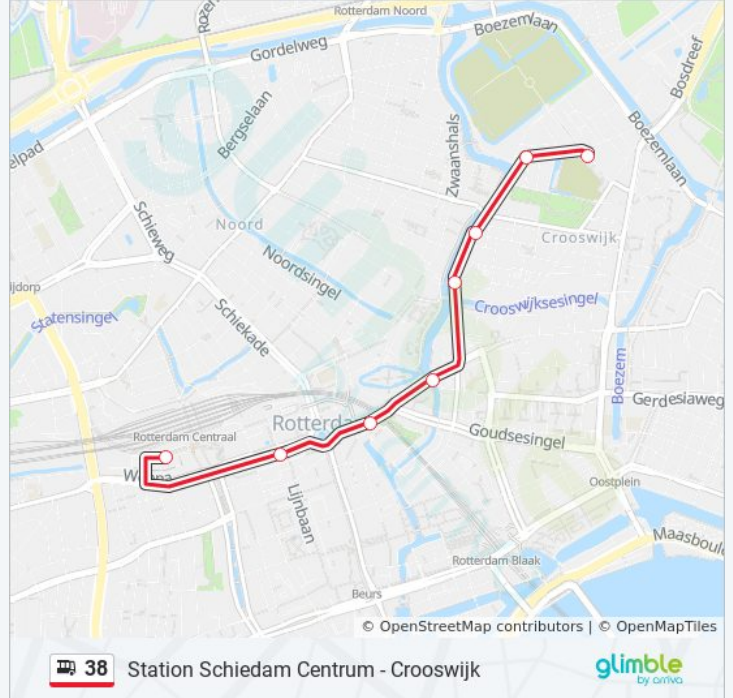 Rotterdam Noord
Boezemlaan
Gordelweg
Bosdreef
Boezemlaan
Bergselaan
elpad
Zwaanshals
Schieweg
Noord
Crooswijk
Noordsingel
ijdorp
Statensingel
Crooswijksesingel
Schiekade
Boezem
Gerdesiaweg
Rotterda
Goudsesingel
Rotterdam Centraal
Oostplein
Lijnbaan
Maasboul
Rotterdam Blaak
Beurs
© OpenStreetMap contributors | © OpenMapTiles
38 Station Schiedam Centrum - Crooswijk
glimble
by arriva